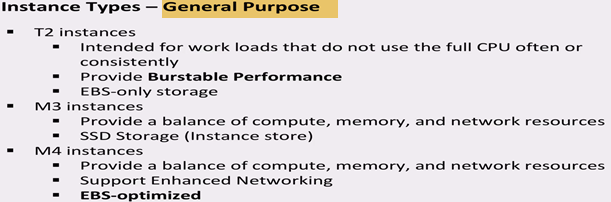 Instance Types – General Purpose
▪ T2 instances
▪ Intended for work loads that do not use the full CPU often or
consistently
▪ Provide Burstable Performance
▪ EBS-only storage
▪ M3 instances
▪ Provide a balance of compute, memory, and network resources
▪ SSD Storage (Instance store)
▪ M4 instances
▪ Provide a balance of compute, memory, and network resources
▪ Support Enhanced Networking
▪ EBS-optimized